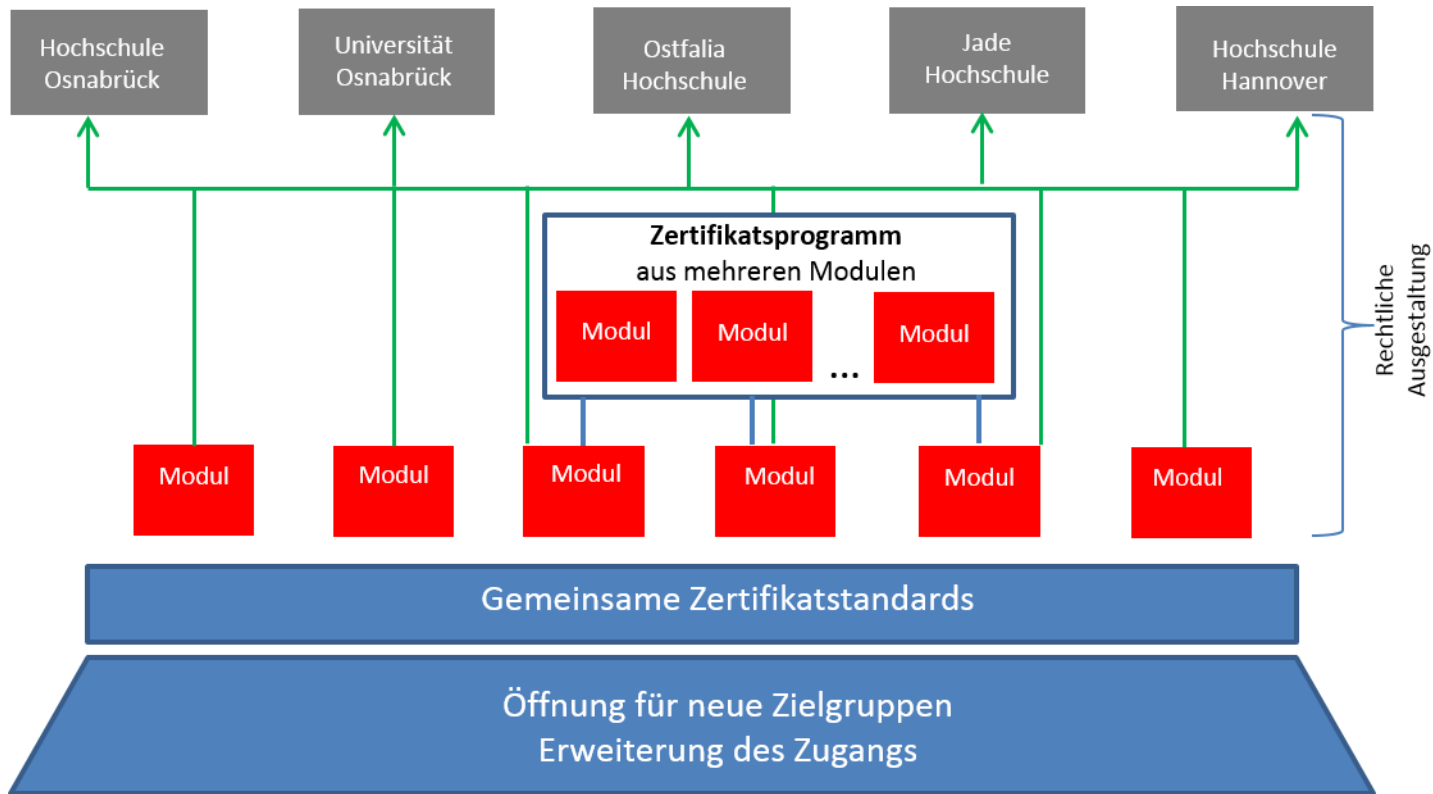 Hochschule
Osnabrück
Universität
Osnabrück
Ostfalia
Hochschule
Jade
Hochschule
Hochschule
Hannover
Zertifikatsprogramm
aus mehreren Modulen
Modul
Modul
...
Modul
Rechtliche
Ausgestaltung
Modul
Modul
Modul
Modul
Modul
Modul
Gemeinsame Zertifikatstandards
Öffnung für neue Zielgruppen
Erweiterung des Zugangs